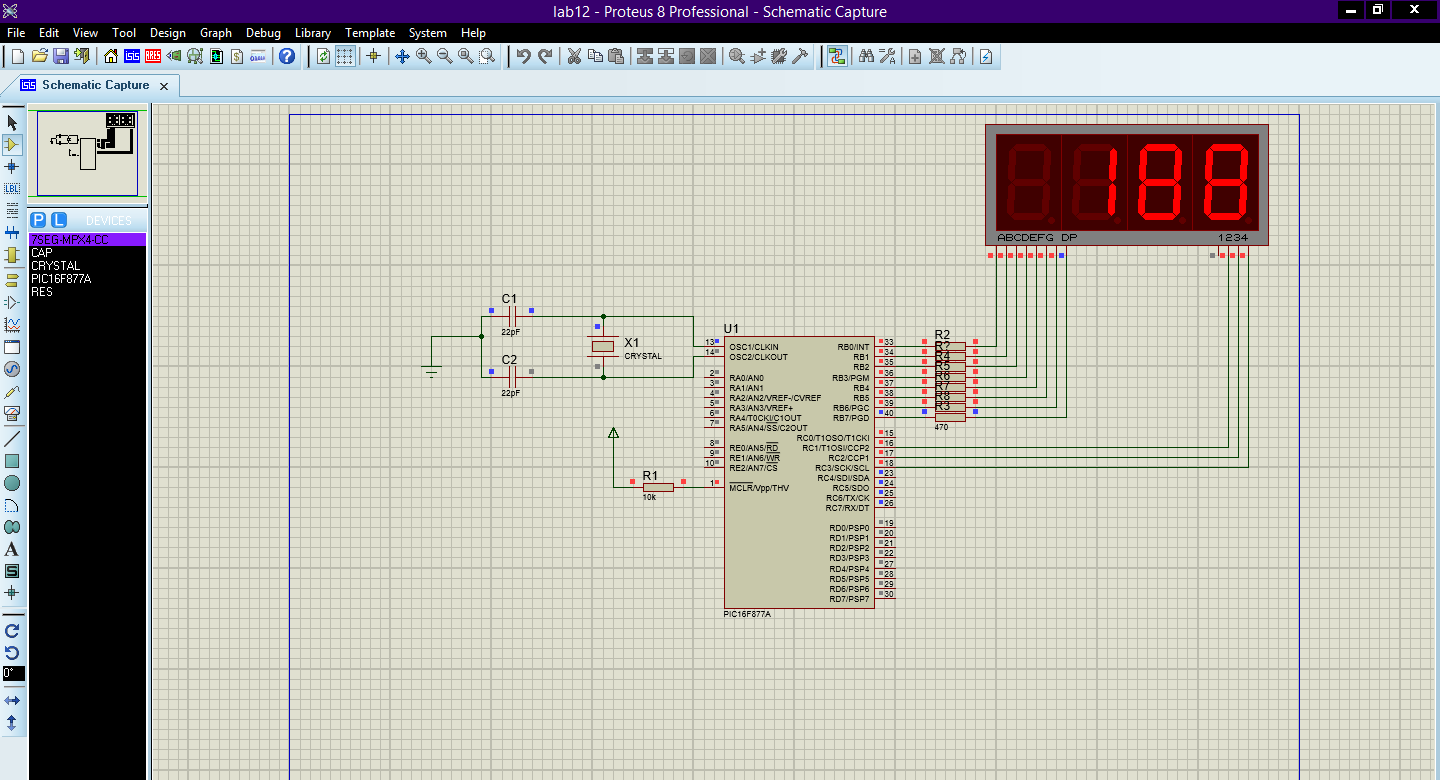 lab12 - Proteus 8 Professional - Schematic Capture
File Edit View Tool Design Graph Debug Library Template System Help
Schematic Capture
P L DEVICES
7SEG-MPX4-CC
CAP
CRYSTAL
PIC16F877A
RES
LBL
A
S
0°
188
ABCDEFG DP 1234
C1
22pF
C2
22pF
X1
CRYSTAL
R1
10k
U1
13 OSC1/CLKIN
14 OSC2/CLKOUT
2 RA0/AN0
3 RA1/AN1
4 RA2/AN2/VREF-/CVREF
5 RA3/AN3/VREF+
6 RA4/T0CKI/C1OUT
7 RA5/AN4/SS/C2OUT
8 RE0/AN5/RD
9 RE1/AN6/WR
10 RE2/AN7/CS
1 MCLR/Vpp/THV
RB0/INT 33
RB1 34
RB2 35
RB3/PGM 36
RB4 37
RB5 38
RB6/PGC 39
RB7/PGD 40
RC0/T1OSO/T1CKI 15
RC1/T1OSI/CCP2 16
RC2/CCP1 17
RC3/SCK/SCL 18
RC4/SDI/SDA 23
RC5/SDO 24
RC6/TX/CK 25
RC7/RX/DT 26
RD0/PSP0 19
RD1/PSP1 20
RD2/PSP2 21
RD3/PSP3 22
RD4/PSP4 27
RD5/PSP5 28
RD6/PSP6 29
RD7/PSP7 30
PIC16F877A
R2
R?
R4
R5
R6
R7
R8
R3
470